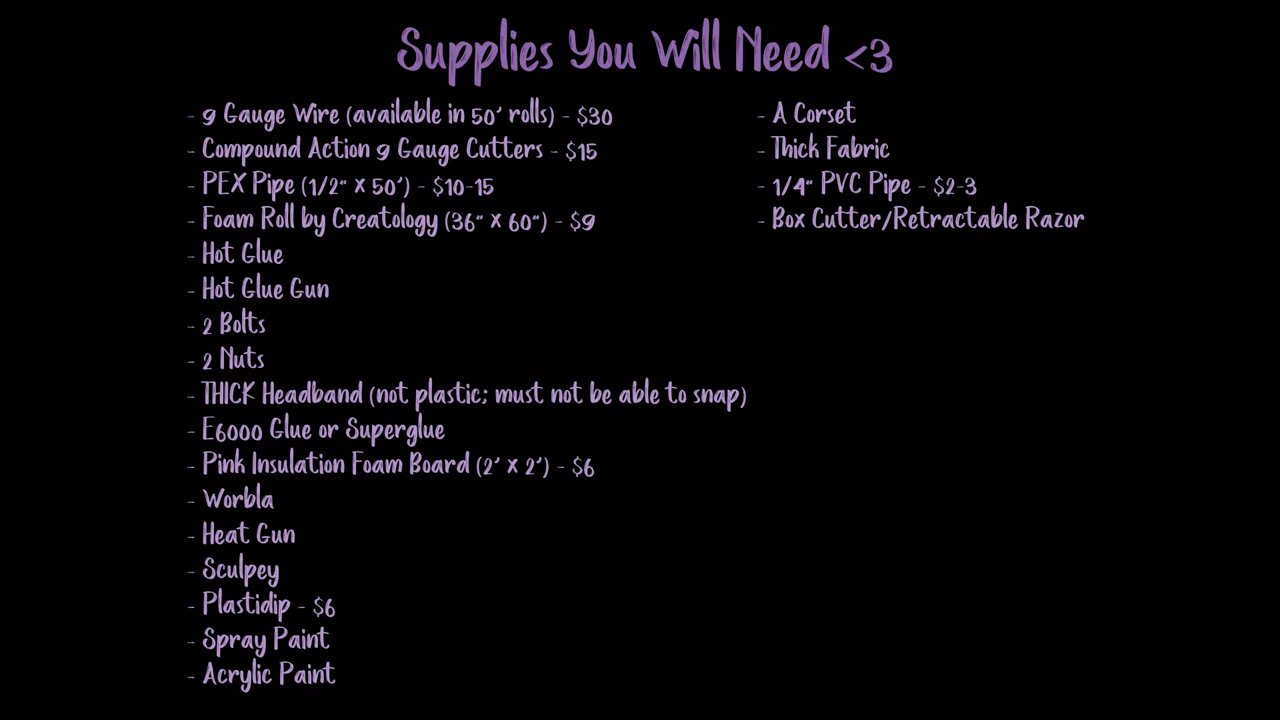 Supplies You Will Need <3
- 9 Gauge Wire (available in 50' rolls) - $30
- Compound Action 9 Gauge Cutters - $15
- PEX Pipe (1/2" x 50') - $10-15
- Foam Roll by Creatology (36" x 60") - $9
- Hot Glue
- Hot Glue Gun
- 2 Bolts
- 2 Nuts
- THICK Headband (not plastic; must not be able to snap)
- E6000 Glue or Superglue
- Pink Insulation Foam Board (2' x 2') - $6
- Worbla
- Heat Gun
- Sculpey
- Plastidip - $6
- Spray Paint
- Acrylic Paint
- A Corset
- Thick Fabric
- 1/4" PVC Pipe - $2-3
- Box Cutter/Retractable Razor